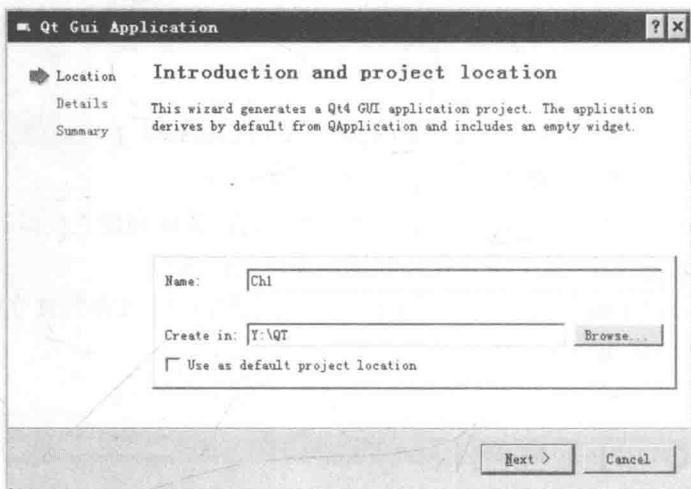 Qt Gui Application
Location
Details
Summary
Introduction and project location
This wizard generates a Qt4 GUI application project. The application
derives by default from QApplication and includes an empty widget.
Name: Ch1
Create in: Y:\QT Browse...
Use as default project location
Next > Cancel